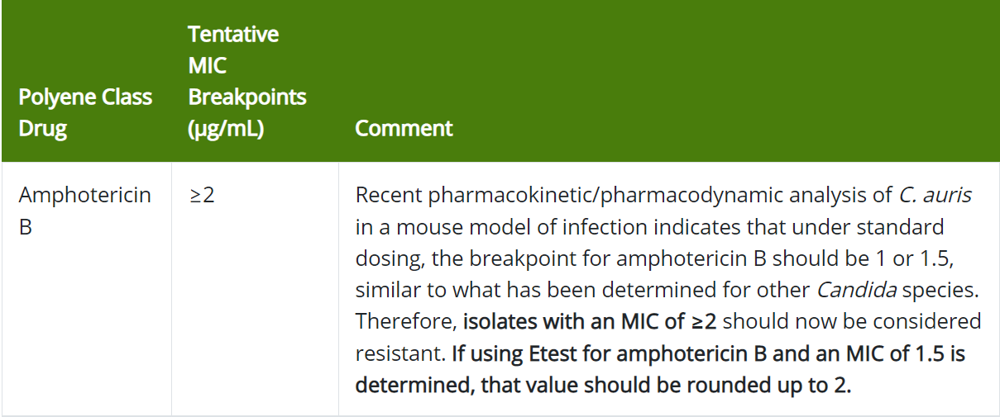 Polyene Class
Drug
Tentative
MIC
Breakpoints
(µg/mL)
Comment
Amphotericin
B
≥2
Recent pharmacokinetic/pharmacodynamic analysis of C. auris
in a mouse model of infection indicates that under standard
dosing, the breakpoint for amphotericin B should be 1 or 1.5,
similar to what has been determined for other Candida species.
Therefore, isolates with an MIC of ≥2 should now be considered
resistant. If using Etest for amphotericin B and an MIC of 1.5 is
determined, that value should be rounded up to 2.